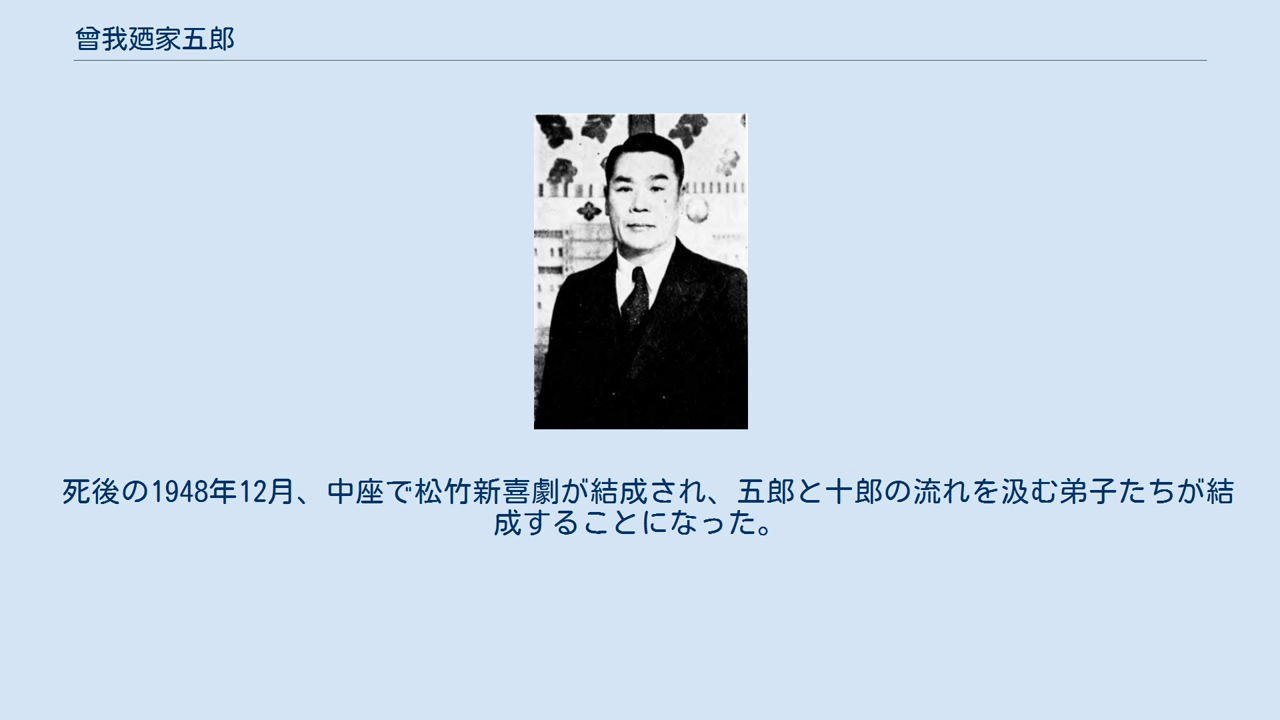 曾我廼家五郎
死後の1948年12月、中座で松竹新喜劇が結成され、五郎と十郎の流れを汲む弟子たちが結
成することになった。